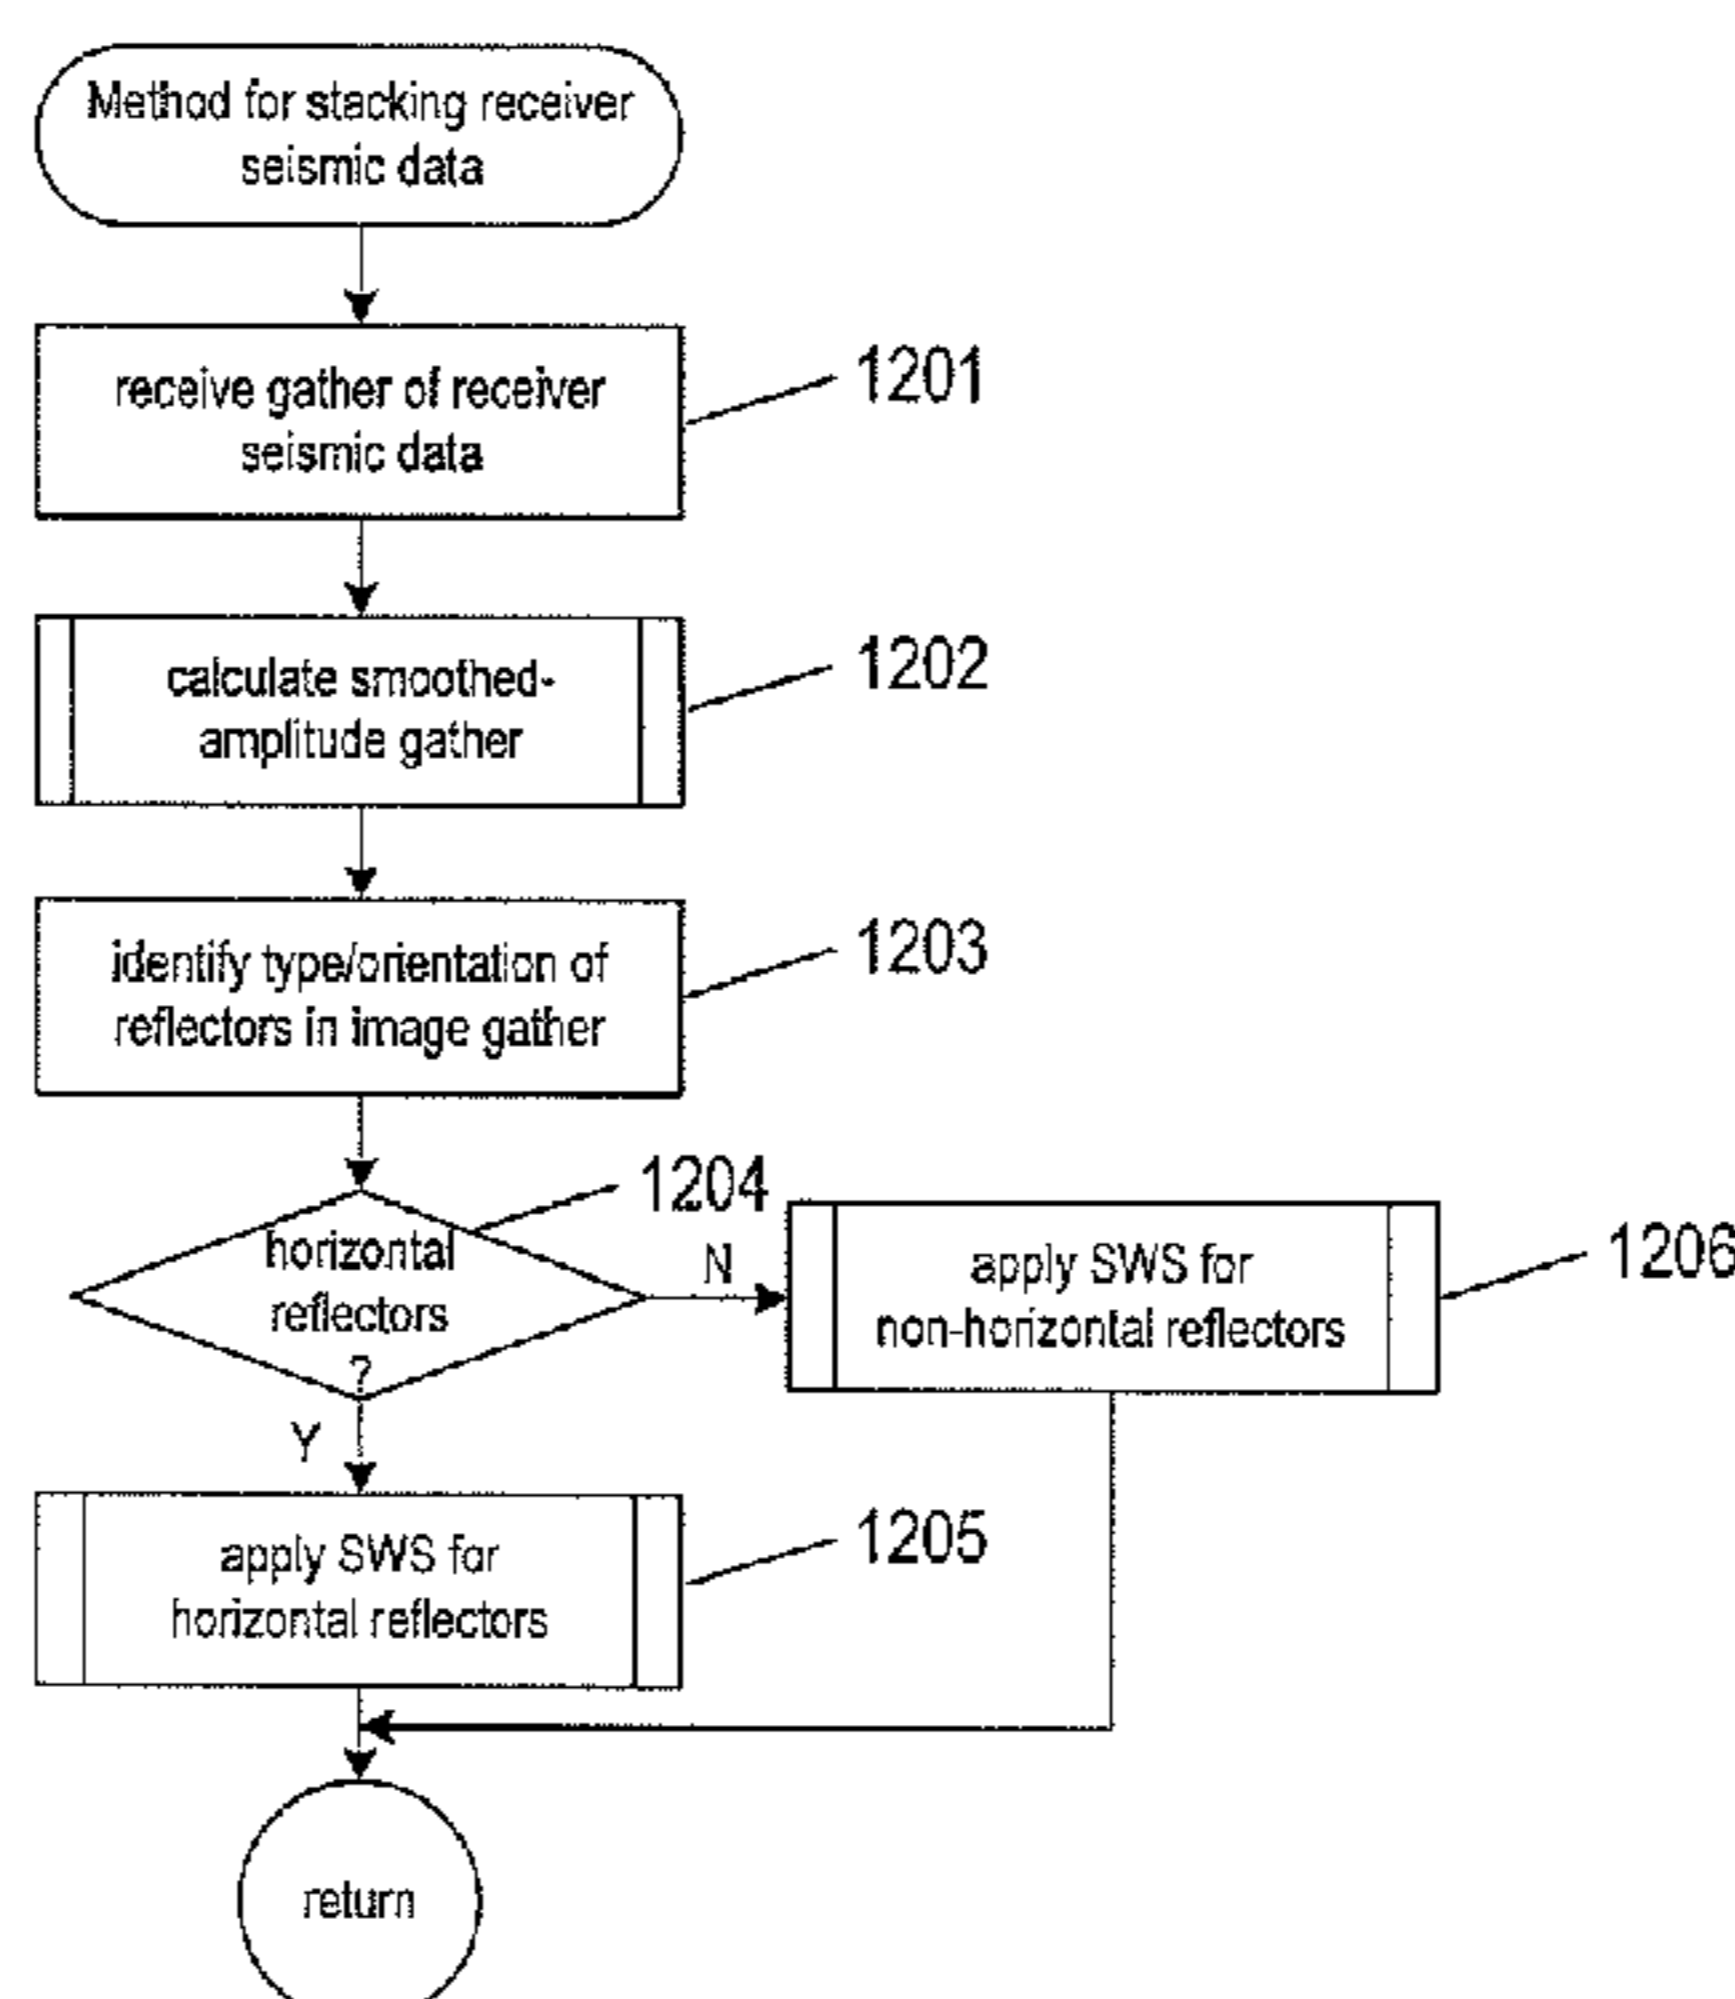 Method for stacking receiver
seismic data
receive gather of receiver
seismic data
1201
calculate smoothed-
amplitude gather
1202
identify type/orientation of
reflectors in image gather
1203
horizontal
reflectors
?
1204
N
Y
apply SWS for
non-horizontal reflectors
1206
apply SWS for
horizontal reflectors
1205
return